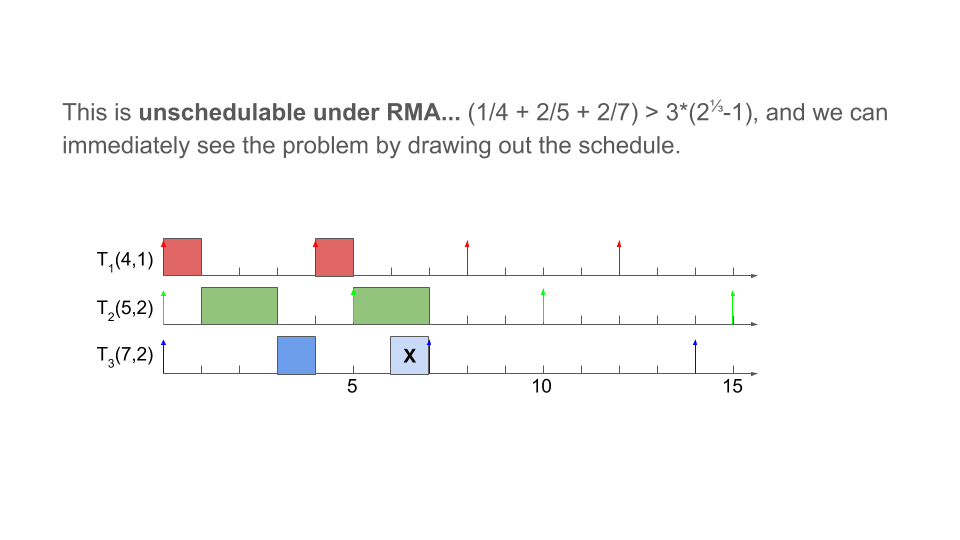 This is unschedulable under RMA... (1/4 + 2/5 + 2/7) > 3*(2^⅓-1), and we can
immediately see the problem by drawing out the schedule.
T₁(4,1)
T₂(5,2)
T₃(7,2)
X
5 10 15